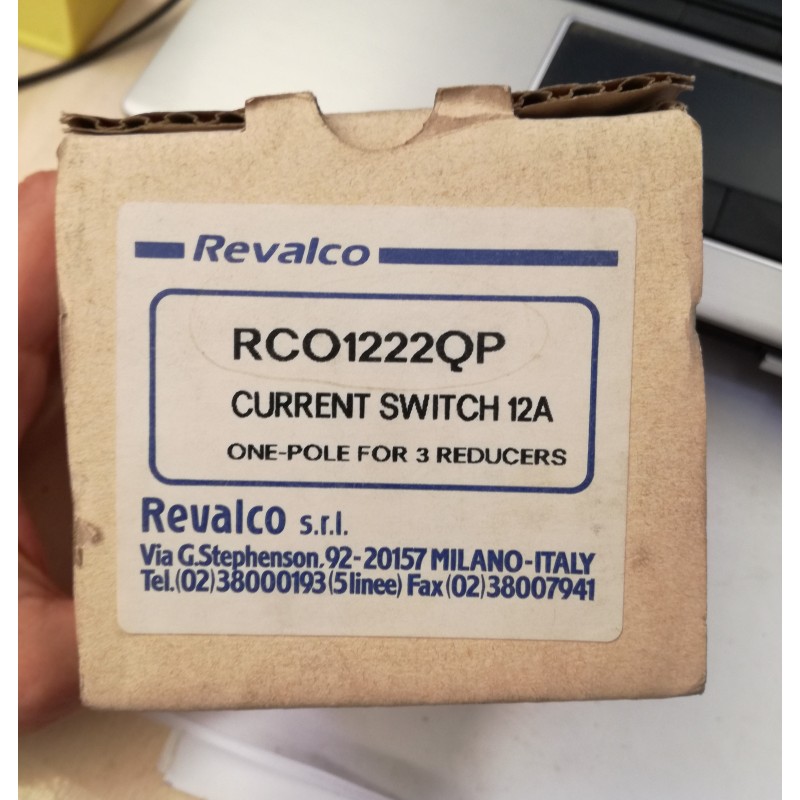 Revalco
RCO1222QP
CURRENT SWITCH 12A
ONE-POLE FOR 3 REDUCERS
Revalco s.r.l.
Via G.Stephenson, 92-20157 MILANO-ITALY
Tel.(02)38000193(5linee) Fax(02)38007941